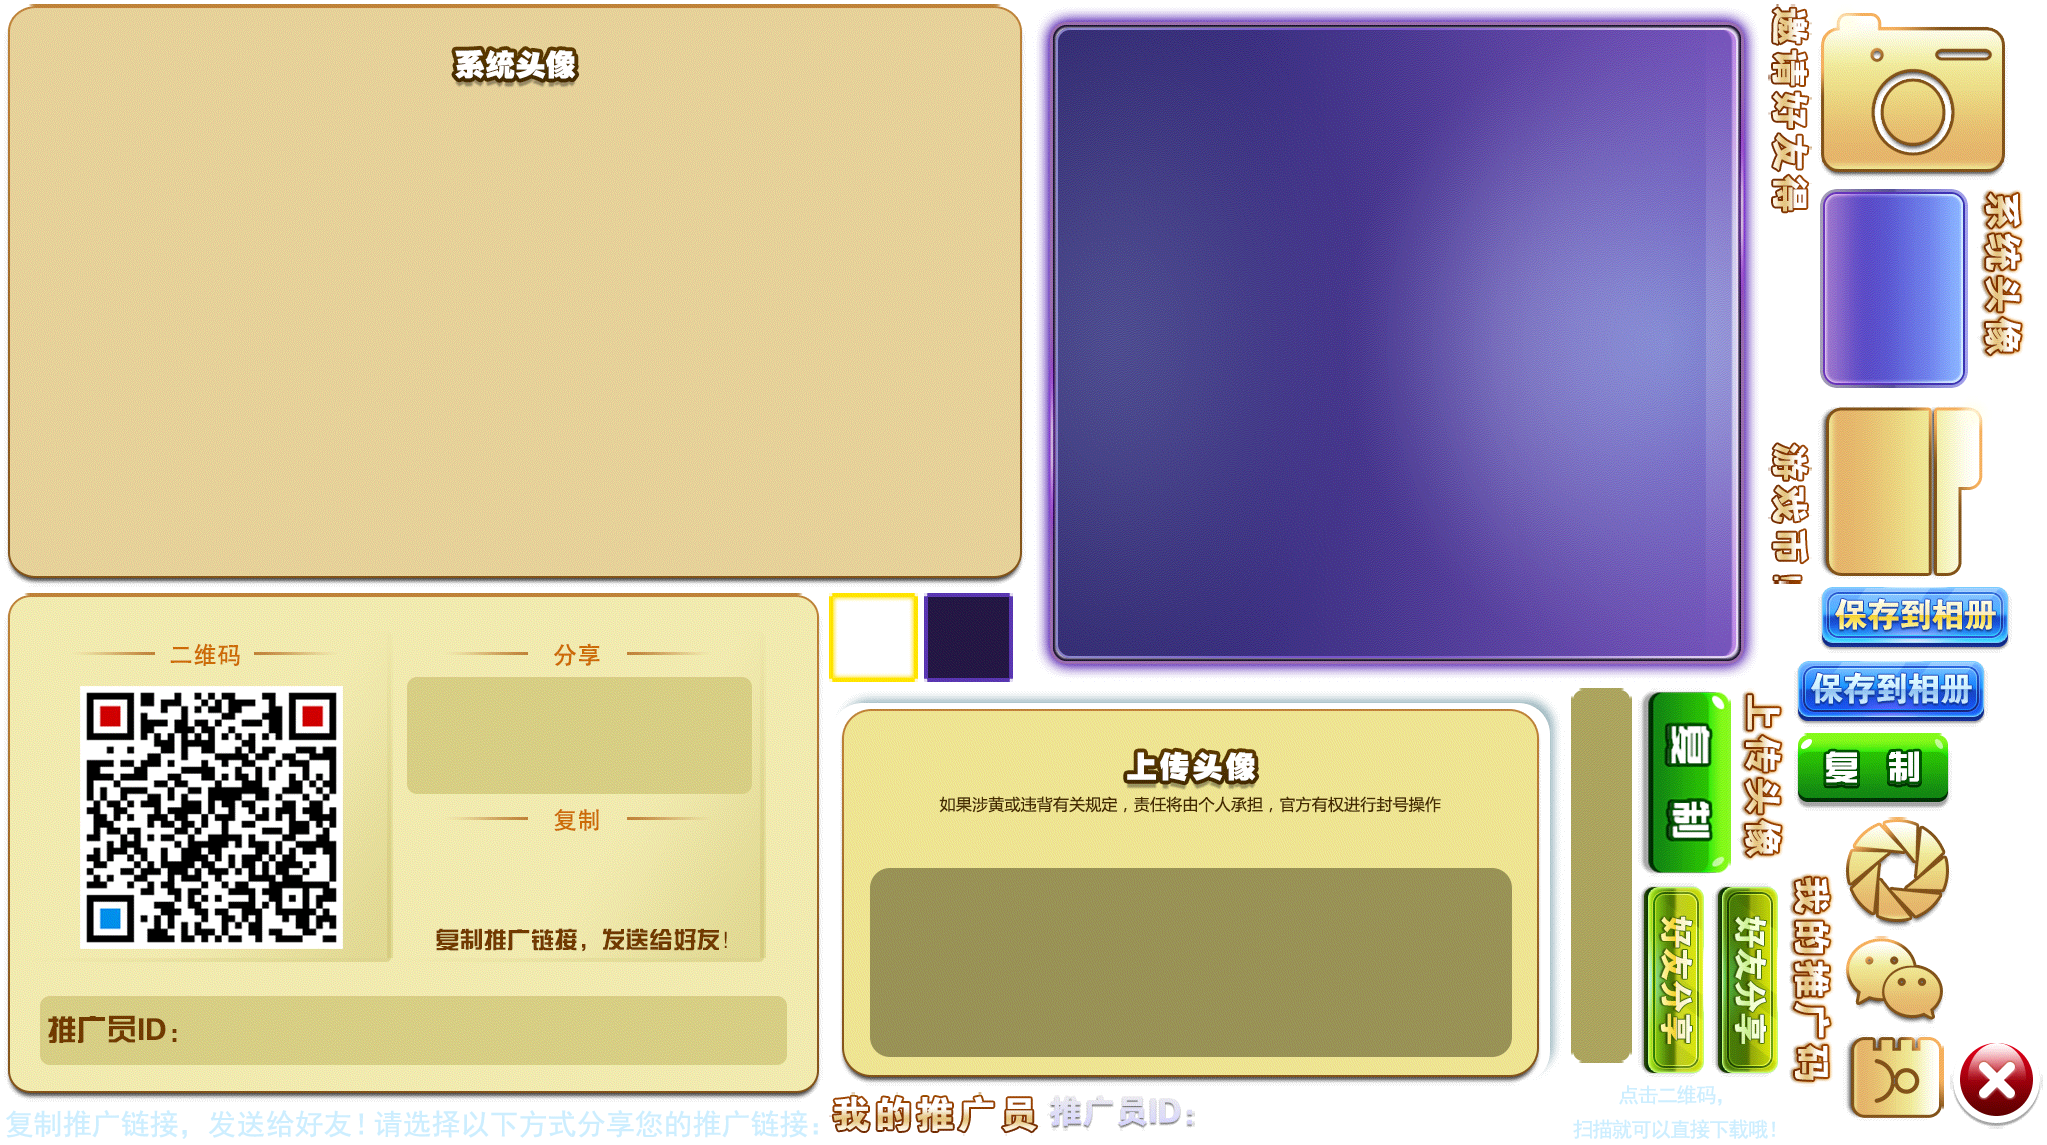 系统头像
邀请好友得
系统头像
游戏币！
保存到相册
保存到相册
二维码
分享
复制
复制推广链接，发送给好友！
推广员ID：
上传头像
如果涉黄或违背有关规定，责任将由个人承担，官方有权进行封号操作
复 制
上传头像
复 制
好友分享
好友分享
我的推广码
复制推广链接，发送给好友！请选择以下方式分享您的推广链接：
我的推广员
推广员ID：
点击二维码，
扫描就可以直接下载哦！